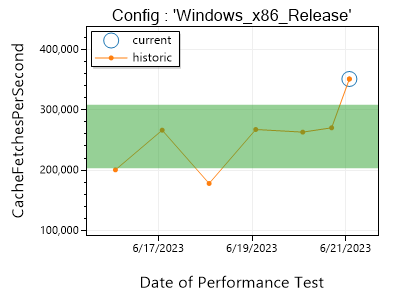 Config : 'Windows_x86_Release'
current
historic
400,000
300,000
200,000
100,000
CacheFetchesPerSecond
6/17/2023
6/19/2023
6/21/2023
Date of Performance Test